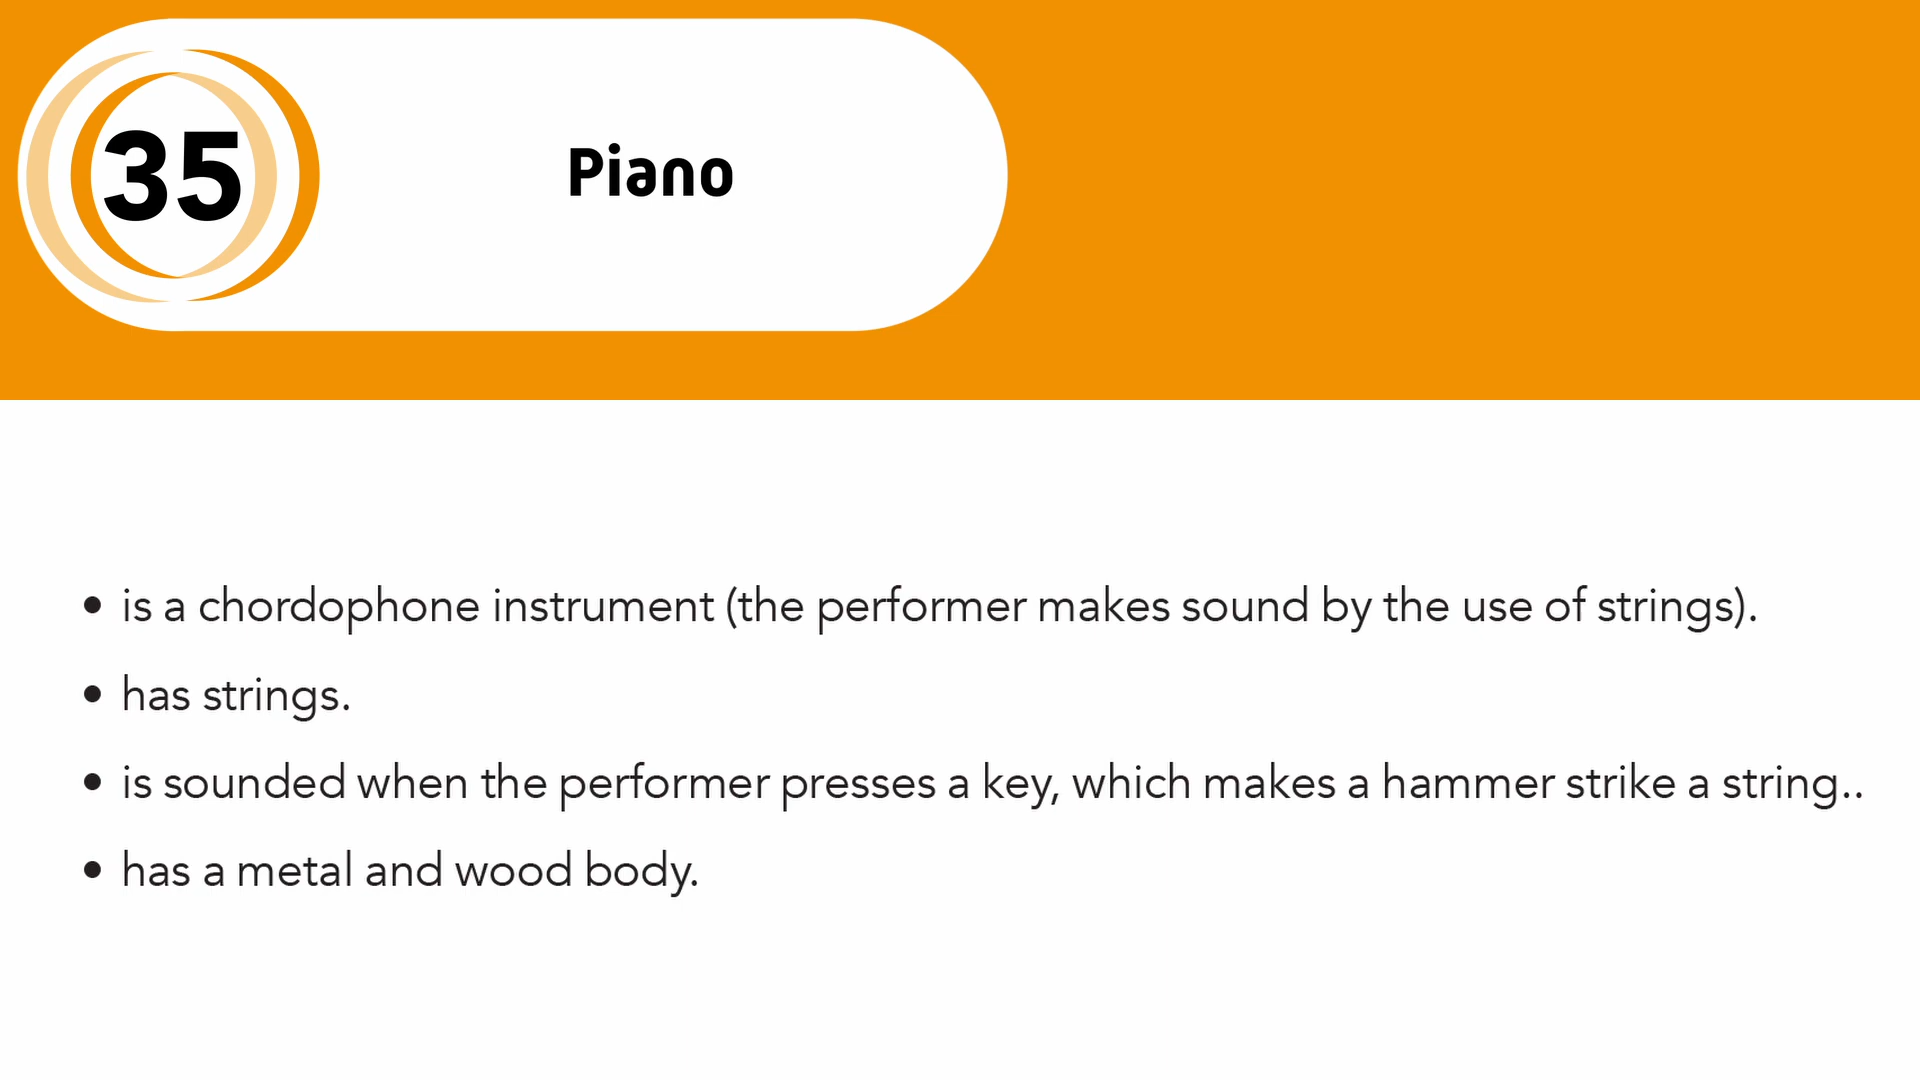 35
Piano
• is a chordophone instrument (the performer makes sound by the use of strings).
• has strings.
• is sounded when the performer presses a key, which makes a hammer strike a string..
• has a metal and wood body.